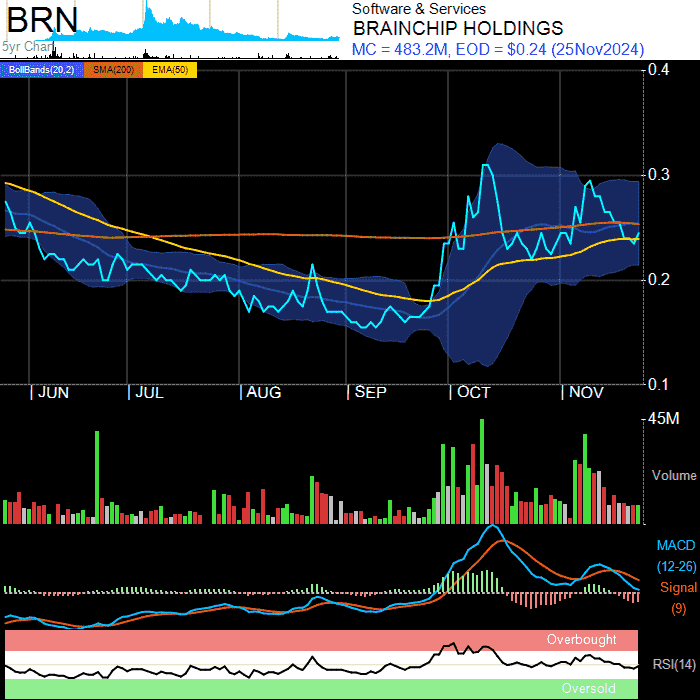 BRN
Software & Services
BRAINCHIP HOLDINGS
MC = 483.2M, EOD = $0.24 (25Nov2024)
5yr Chart
BollBands(20,2) SMA(200) EMA(50)
0.4
0.3
0.2
0.1
JUN JUL AUG SEP OCT NOV
45M
Volume
MACD
(12-26)
Signal
(9)
Overbought
RSI(14)
Oversold